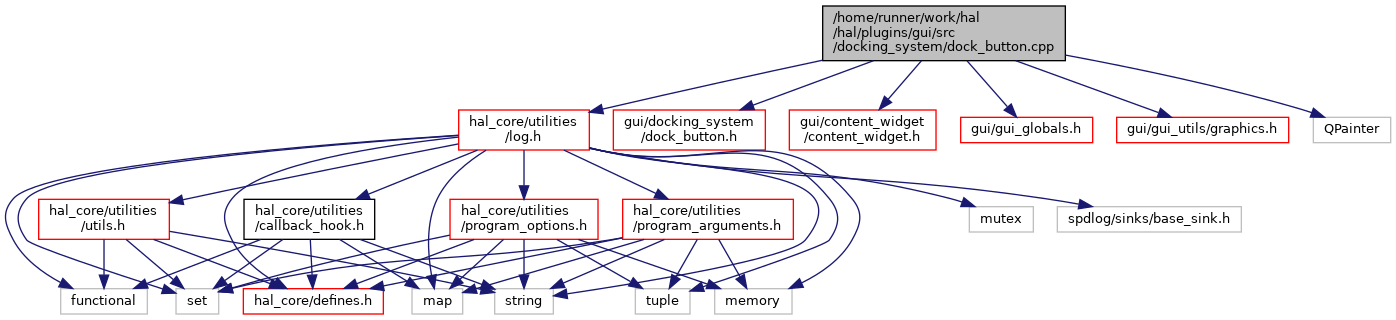 /home/runner/work/hal
/hal/plugins/gui/src
/docking_system/dock_button.cpp
hal_core/utilities
/log.h
gui/docking_system
/dock_button.h
gui/content_widget
/content_widget.h
gui/gui_globals.h
gui/gui_utils/graphics.h
QPainter
hal_core/utilities
/utils.h
hal_core/utilities
/callback_hook.h
hal_core/utilities
/program_options.h
hal_core/utilities
/program_arguments.h
mutex
spdlog/sinks/base_sink.h
functional
set
hal_core/defines.h
map
string
tuple
memory